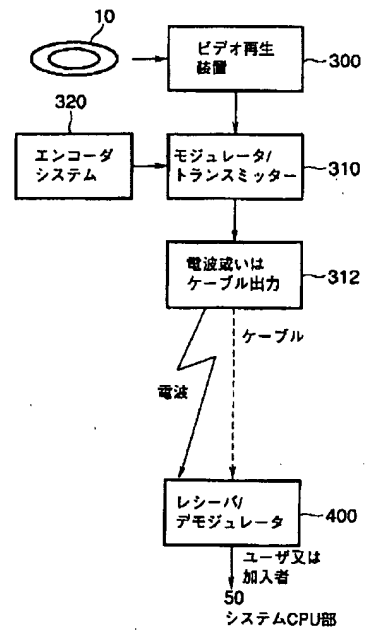 10
ビデオ再生
装置
300
320
エンコーダ
システム
モジュレータ/
トランスミッター
310
電波或いは
ケーブル出力
312
ケーブル
電波
レシーバ/
デモジュレータ
400
ユーザ又は
加入者
50
システムCPU部